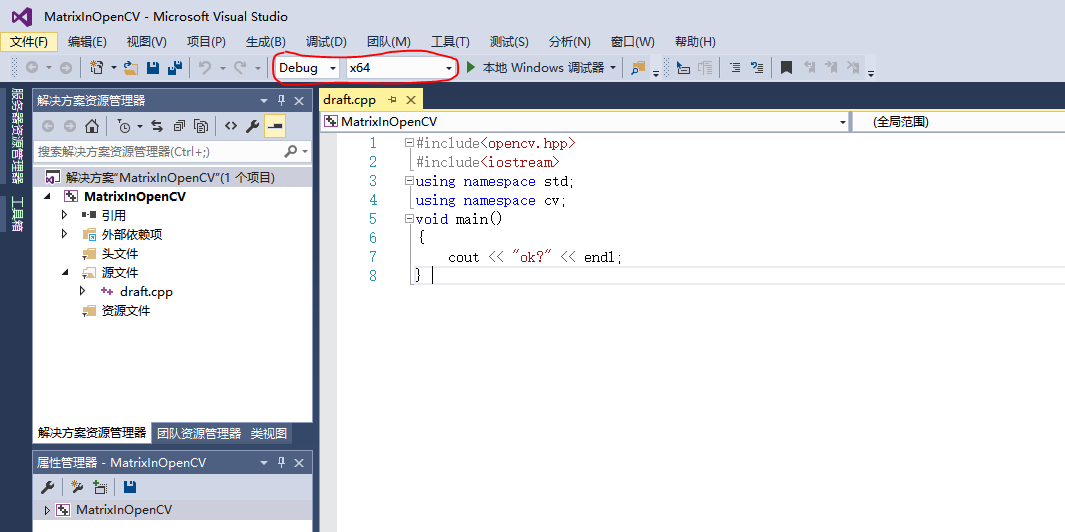 MatrixInOpenCV - Microsoft Visual Studio
文件(F) 编辑(E) 视图(V) 项目(P) 生成(B) 调试(D) 团队(M) 工具(T) 测试(S) 分析(N) 窗口(W) 帮助(H)
Debug x64 本地 Windows 调试器
服务器资源管理器
工具箱
解决方案资源管理器
搜索解决方案资源管理器(Ctrl+;)
解决方案“MatrixInOpenCV”(1 个项目)
MatrixInOpenCV
引用
外部依赖项
头文件
源文件
draft.cpp
资源文件
解决方案资源管理器 团队资源管理器 类视图
属性管理器 - MatrixInOpenCV
MatrixInOpenCV
draft.cpp
MatrixInOpenCV (全局范围)
1 #include<opencv.hpp>
2 #include<iostream>
3 using namespace std;
4 using namespace cv;
5 void main()
6 {
7 cout << "ok?" << endl;
8 }